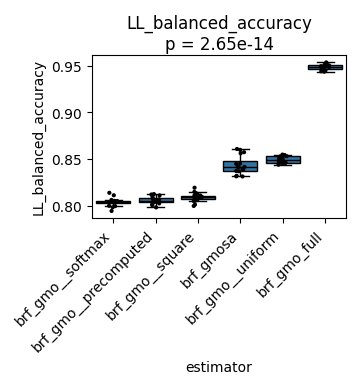 LL_balanced_accuracy
p = 2.65e-14
LL_balanced_accuracy
0.95
0.90
0.85
0.80
brf_gmo__softmax
brf_gmo__precomputed
brf_gmo__square
brf_gmosa
brf_gmo__uniform
brf_gmo_full
estimator